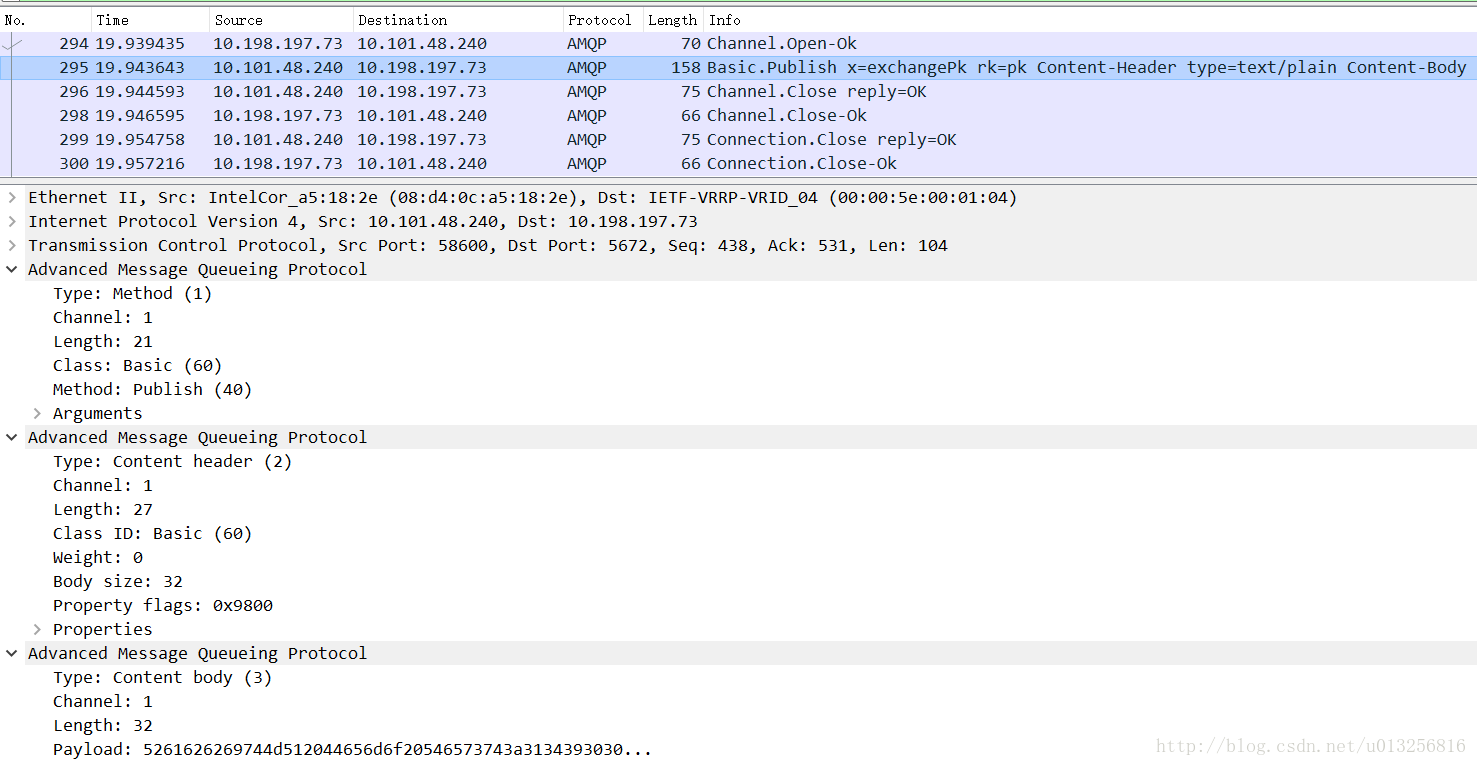 No. Time Source Destination Protocol Length Info
294 19.939435 10.198.197.73 10.101.48.240 AMQP 70 Channel.Open-Ok
295 19.943643 10.101.48.240 10.198.197.73 AMQP 158 Basic.Publish x=exchangePk rk=pk Content-Header type=text/plain Content-Body
296 19.944593 10.101.48.240 10.198.197.73 AMQP 75 Channel.Close reply=OK
298 19.946595 10.198.197.73 10.101.48.240 AMQP 66 Channel.Close-Ok
299 19.954758 10.101.48.240 10.198.197.73 AMQP 75 Connection.Close reply=OK
300 19.957216 10.198.197.73 10.101.48.240 AMQP 66 Connection.Close-Ok
Ethernet II, Src: IntelCor_a5:18:2e (08:d4:0c:a5:18:2e), Dst: IETF-VRRP-VRID_04 (00:00:5e:00:01:04)
Internet Protocol Version 4, Src: 10.101.48.240, Dst: 10.198.197.73
Transmission Control Protocol, Src Port: 58600, Dst Port: 5672, Seq: 438, Ack: 531, Len: 104
Advanced Message Queueing Protocol
Type: Method (1)
Channel: 1
Length: 21
Class: Basic (60)
Method: Publish (40)
Arguments
Advanced Message Queueing Protocol
Type: Content header (2)
Channel: 1
Length: 27
Class ID: Basic (60)
Weight: 0
Body size: 32
Property flags: 0x9800
Properties
Advanced Message Queueing Protocol
Type: Content body (3)
Channel: 1
Length: 32
Payload: 5261626269744d512044656d6f20546573743a3134393030...
http://blog.csdn.net/u013256816